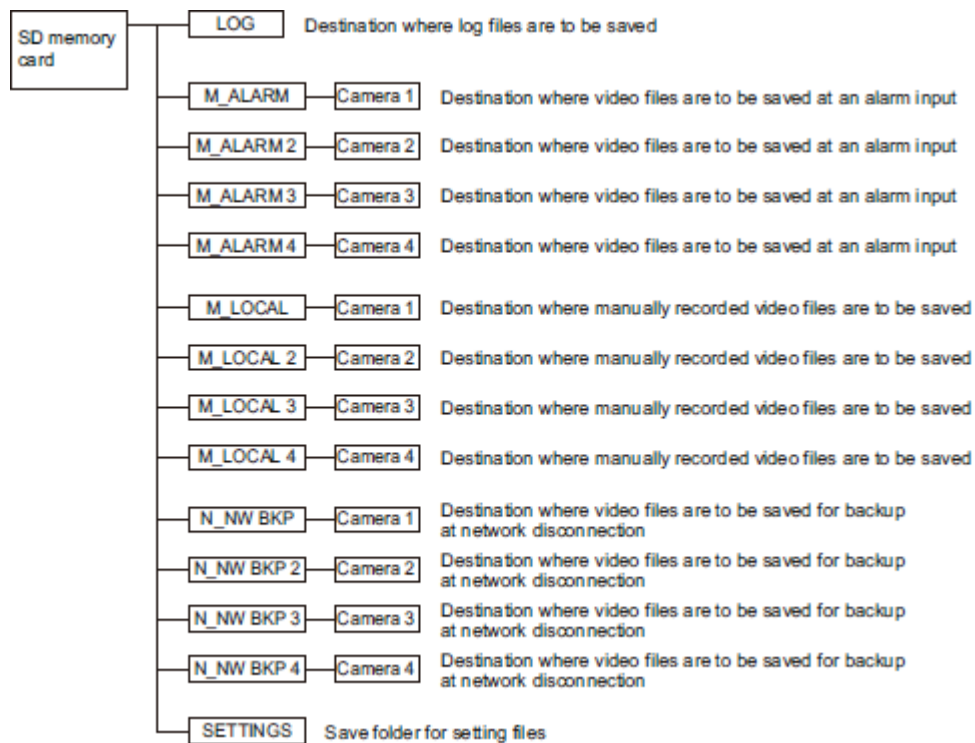 SD memory
card
LOG Destination where log files are to be saved
M_ALARM Camera 1 Destination where video files are to be saved at an alarm input
M_ALARM 2 Camera 2 Destination where video files are to be saved at an alarm input
M_ALARM 3 Camera 3 Destination where video files are to be saved at an alarm input
M_ALARM 4 Camera 4 Destination where video files are to be saved at an alarm input
M_LOCAL Camera 1 Destination where manually recorded video files are to be saved
M_LOCAL 2 Camera 2 Destination where manually recorded video files are to be saved
M_LOCAL 3 Camera 3 Destination where manually recorded video files are to be saved
M_LOCAL 4 Camera 4 Destination where manually recorded video files are to be saved
N_NW BKP Camera 1 Destination where video files are to be saved for backup
at network disconnection
N_NW BKP 2 Camera 2 Destination where video files are to be saved for backup
at network disconnection
N_NW BKP 3 Camera 3 Destination where video files are to be saved for backup
at network disconnection
N_NW BKP 4 Camera 4 Destination where video files are to be saved for backup
at network disconnection
SETTINGS Save folder for setting files